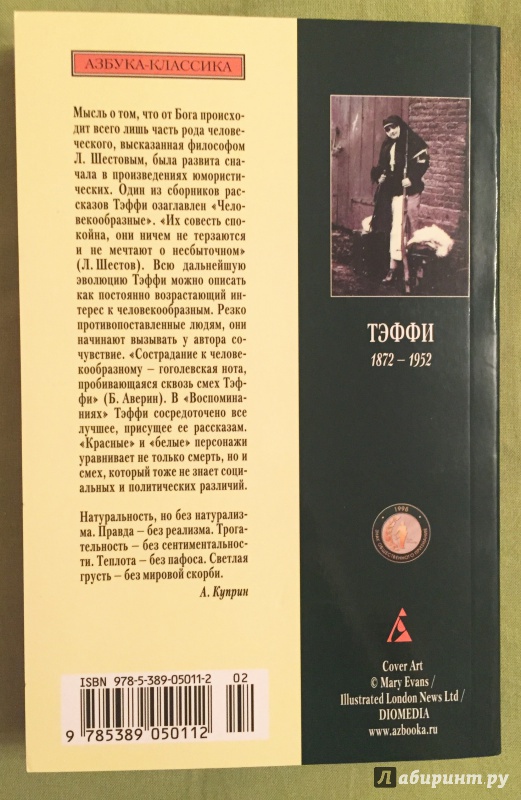 АЗБУКА-КЛАССИКА
Мысль о том, что от Бога происхо-
дит всего лишь часть рода челове-
ческого, высказанная философом
Л. Шестовым, была развита сна-
чала в произведениях юмористи-
ческих. Один из сборников рас-
сказов Тэффи озаглавлен «Чело-
векообразные». «Их совесть спо-
койна, они ничем не терзаются
и не мечтают о несбыточном»
(Л. Шестов). Всю дальнейшую
эволюцию Тэффи можно описать
как постоянно возрастающий ин-
терес к человекообразным. Резко
противопоставленные людям, они
начинают вызывать у автора со-
чувствие. «Сострадание к челове-
кообразному – гоголевская нота,
пробивающаяся сквозь смех Тэф-
фи» (Б. Аверин). В «Воспомина-
ниях» Тэффи сосредоточено все
лучшее, присущее ее рассказам.
«Красные» и «белые» персонажи
уравнивает не только смерть, но и
смех, который тоже не знает соци-
альных и политических различий.
Натуральность, но без натурализ-
ма. Правда – без реализма. Трога-
тельность – без сентиментальнос-
ти. Теплота – без пафоса. Светлая
грусть – без мировой скорби.
А. Куприн
ISBN 978-5-389-05011-2
02
9 785389 050112
ТЭФФИ
1872 – 1952
1998
Cover Art
© Mary Evans /
Illustrated London News Ltd /
DIOMEDIA
www.azbooka.ru
Лабиринт.ру